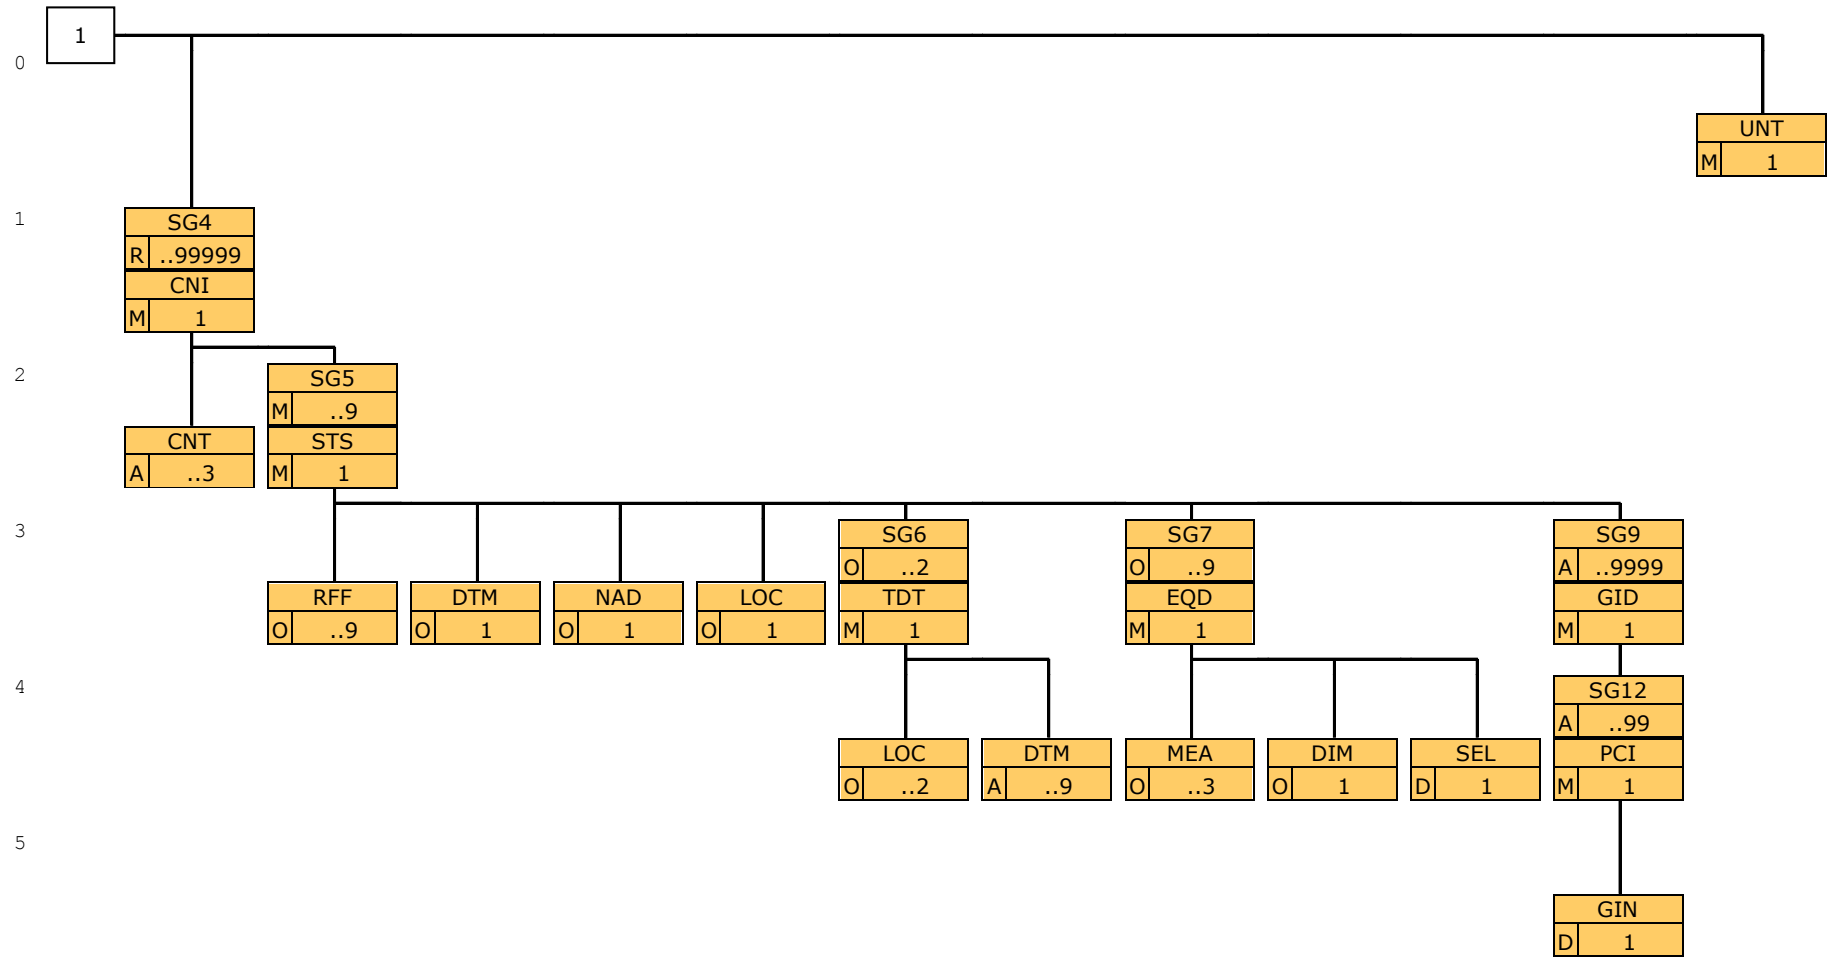 1
0
UNT
M 1
1
SG4
R ..99999
CNI
M 1
2
SG5
M ..9
CNT STS
A ..3 M 1
3
SG6 SG7 SG9
O ..2 O ..9 A ..9999
RFF DTM NAD LOC TDT EQD GID
O ..9 O 1 O 1 O 1 M 1 M 1 M 1
4
SG12
A ..99
LOC DTM MEA DIM SEL PCI
O ..2 A ..9 O ..3 O 1 D 1 M 1
5
GIN
D 1